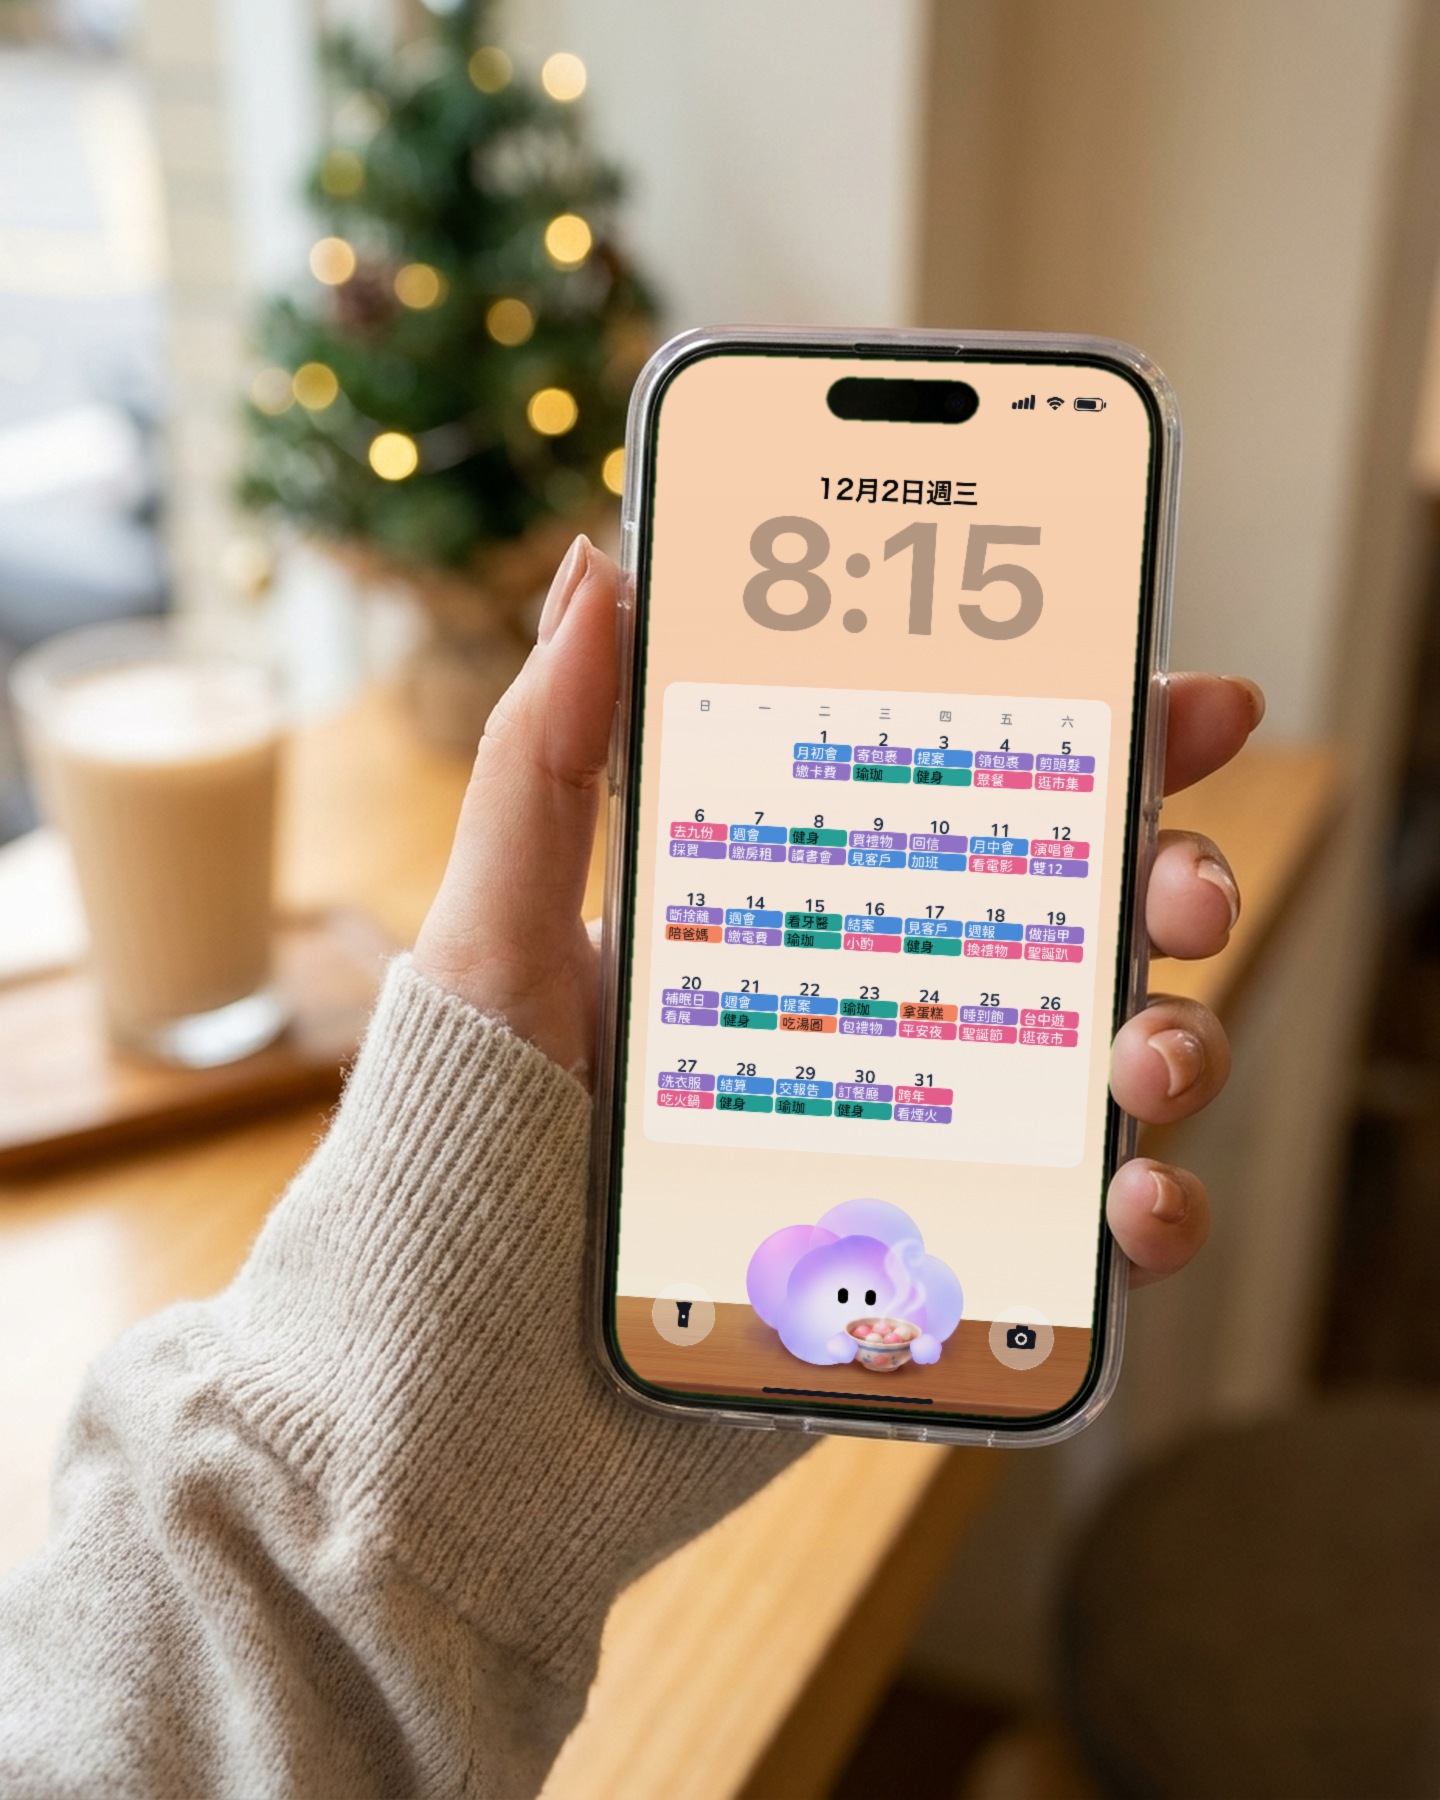 12月2日週三
8:15
日 一 二 三 四 五 六
1 2 3 4 5
月初會 寄包裹 提案 領包裹 剪頭髮
繳卡費 瑜珈 健身 聚餐 逛市集
6 7 8 9 10 11 12
去九份 週會 健身 買禮物 回信 月中會 演唱會
採買 繳房租 讀書會 見客戶 加班 看電影 雙12
13 14 15 16 17 18 19
斷捨離 週會 看牙醫 結案 見客戶 週報 做指甲
陪爸媽 繳電費 瑜珈 小酌 健身 換禮物 聖誕趴
20 21 22 23 24 25 26
補眠日 週會 提案 瑜珈 拿蛋糕 睡到飽 台中遊
看展 健身 吃湯圓 包禮物 平安夜 聖誕節 逛夜市
27 28 29 30 31
洗衣服 結算 交報告 訂餐廳 跨年
吃火鍋 健身 瑜珈 健身 看煙火